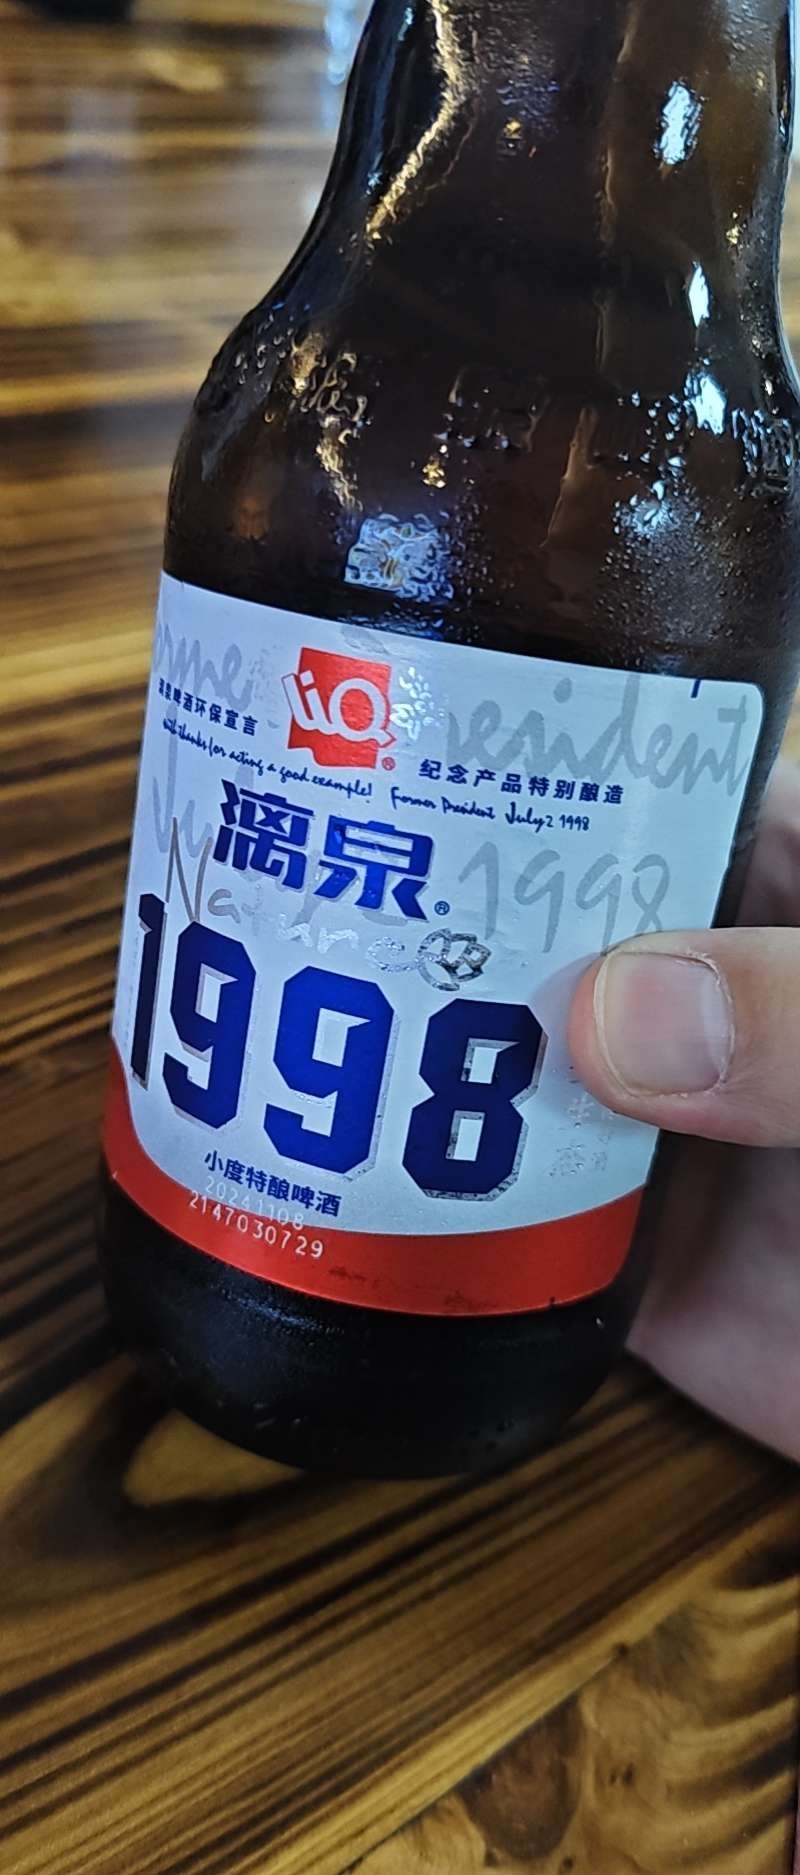 LiQ®
漓泉啤酒环保宣言
with thanks for acting a good example!
纪念产品特别酿造
Former President July 2 1998
President
1998
漓泉®
Nature
1998
小度特酿啤酒
20241108
2147030729